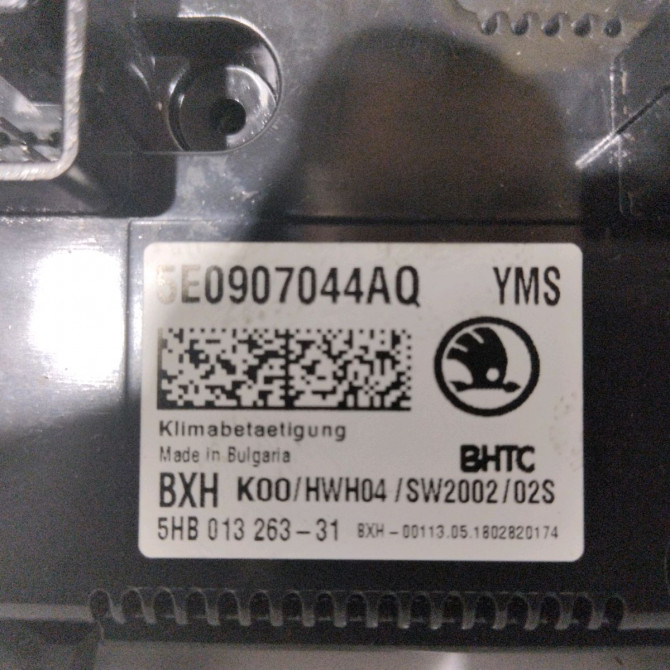 5E0907044AQ YMS
Klimabetaetigung
Made in Bulgaria
BHTC
BXH K00/HWH04/SW2002/02S
5HB 013 263-31 BXH-00113.05.1802820174